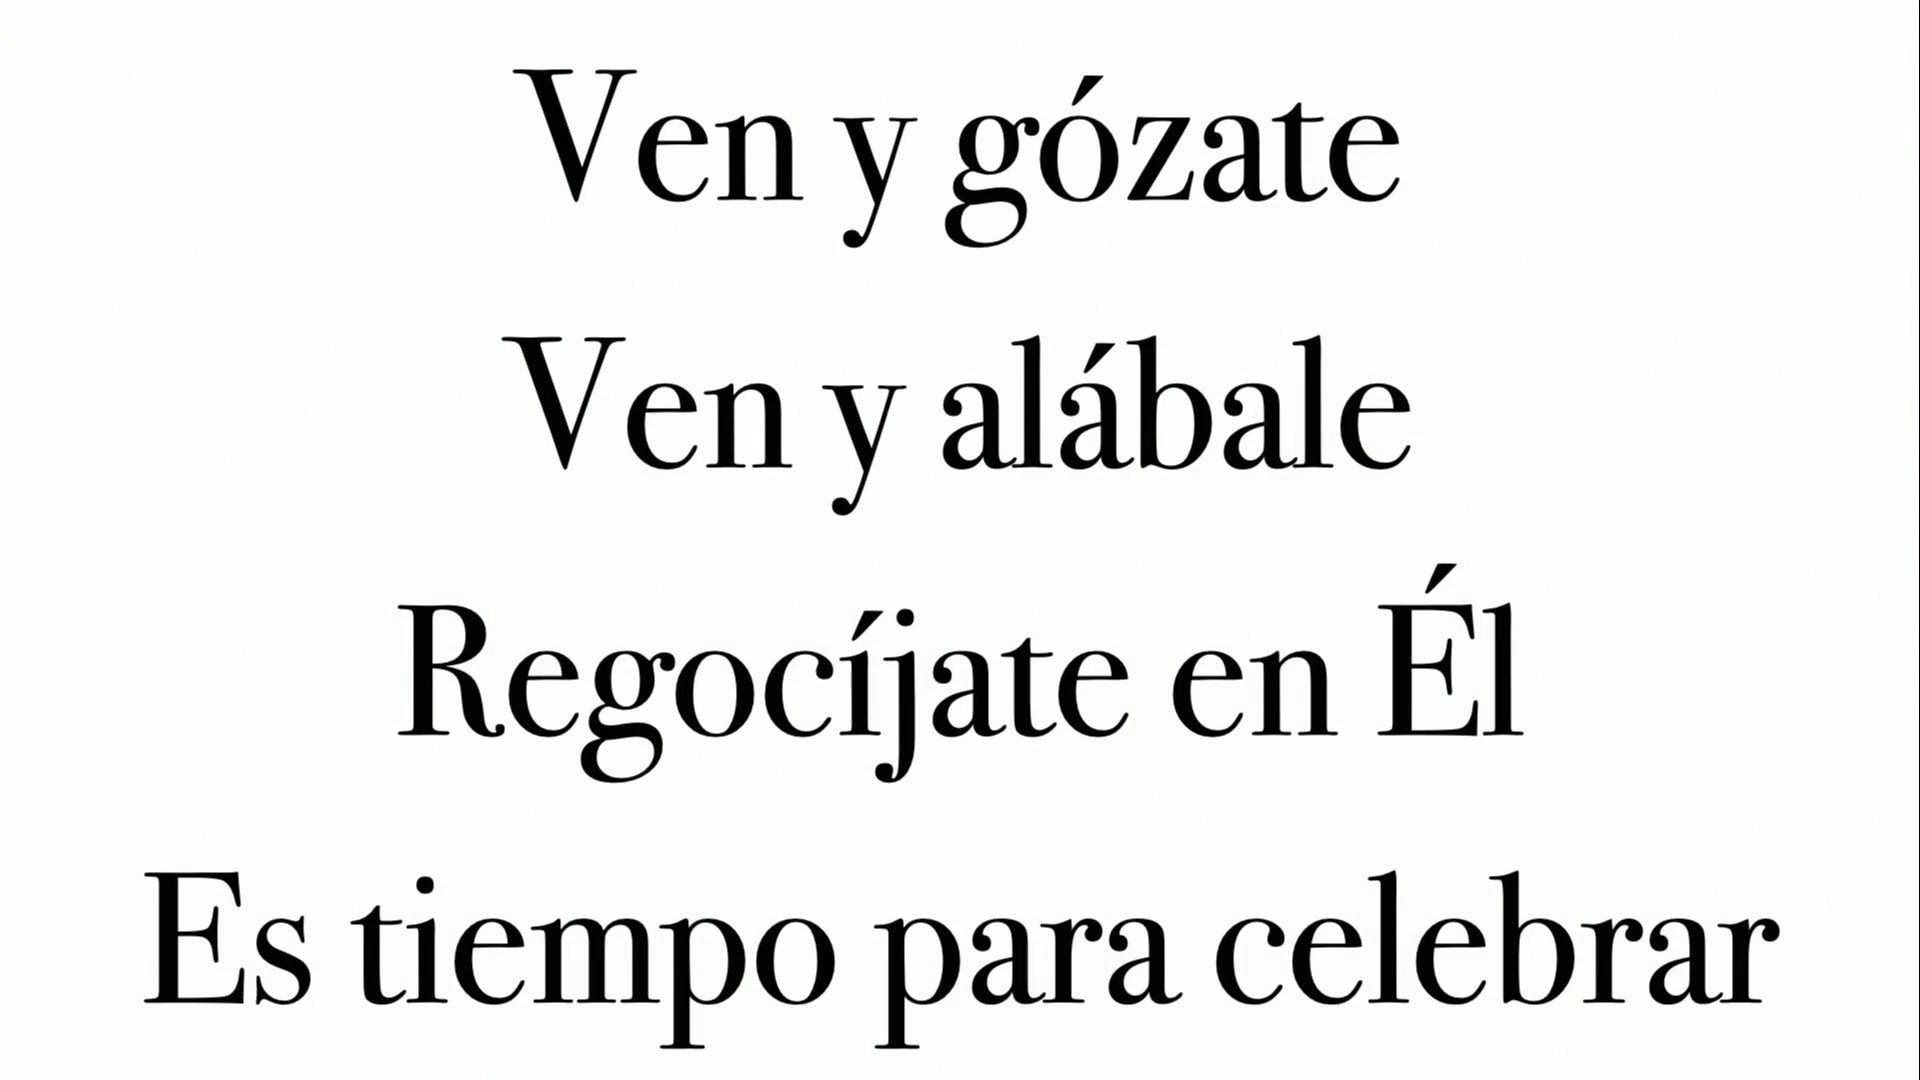 Ven y gózate
Ven y alábale
Regocíjate en Él
Es tiempo para celebrar